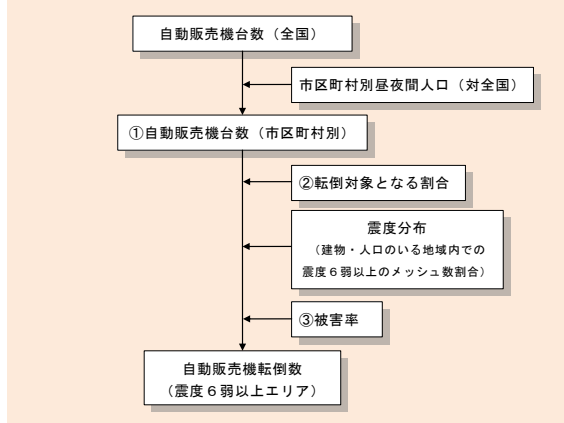 自動販売機台数（全国）
市区町村別昼夜間人口（対全国）
①自動販売機台数（市区町村別）
②転倒対象となる割合
震度分布
（建物・人口のいる地域内での
震度６弱以上のメッシュ数割合）
③被害率
自動販売機転倒数
（震度６弱以上エリア）